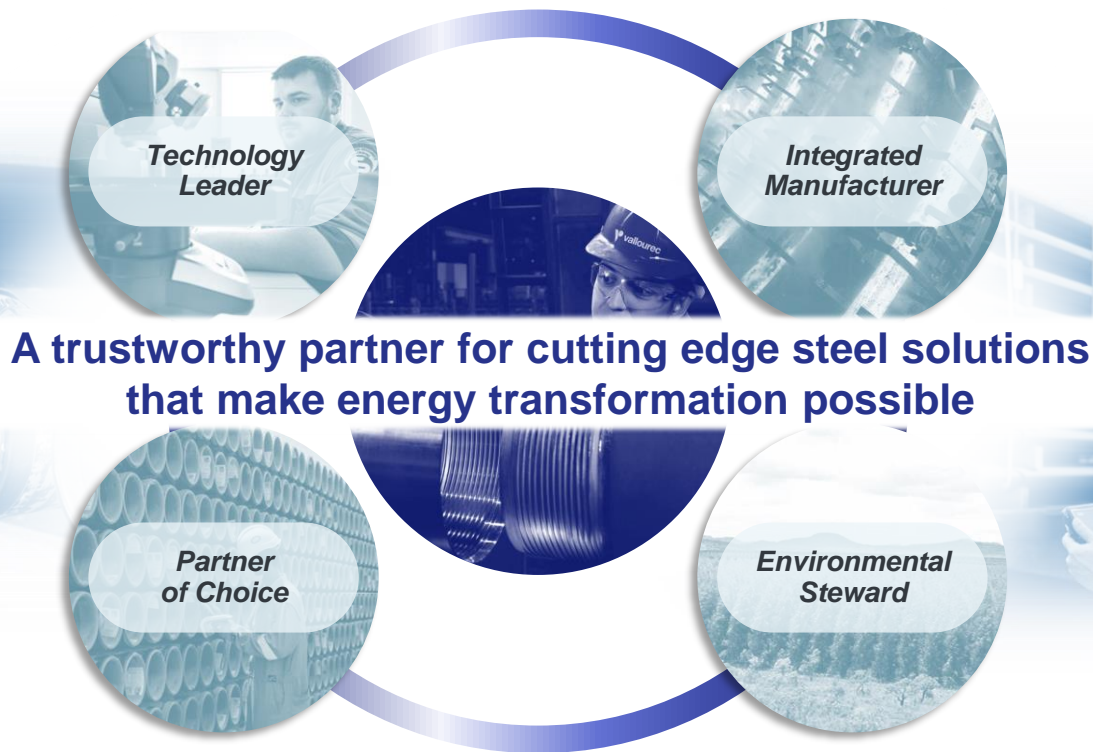 Technology
Leader
Integrated
Manufacturer
vallourec
A trustworthy partner for cutting edge steel solutions
that make energy transformation possible
Partner
of Choice
Environmental
Steward